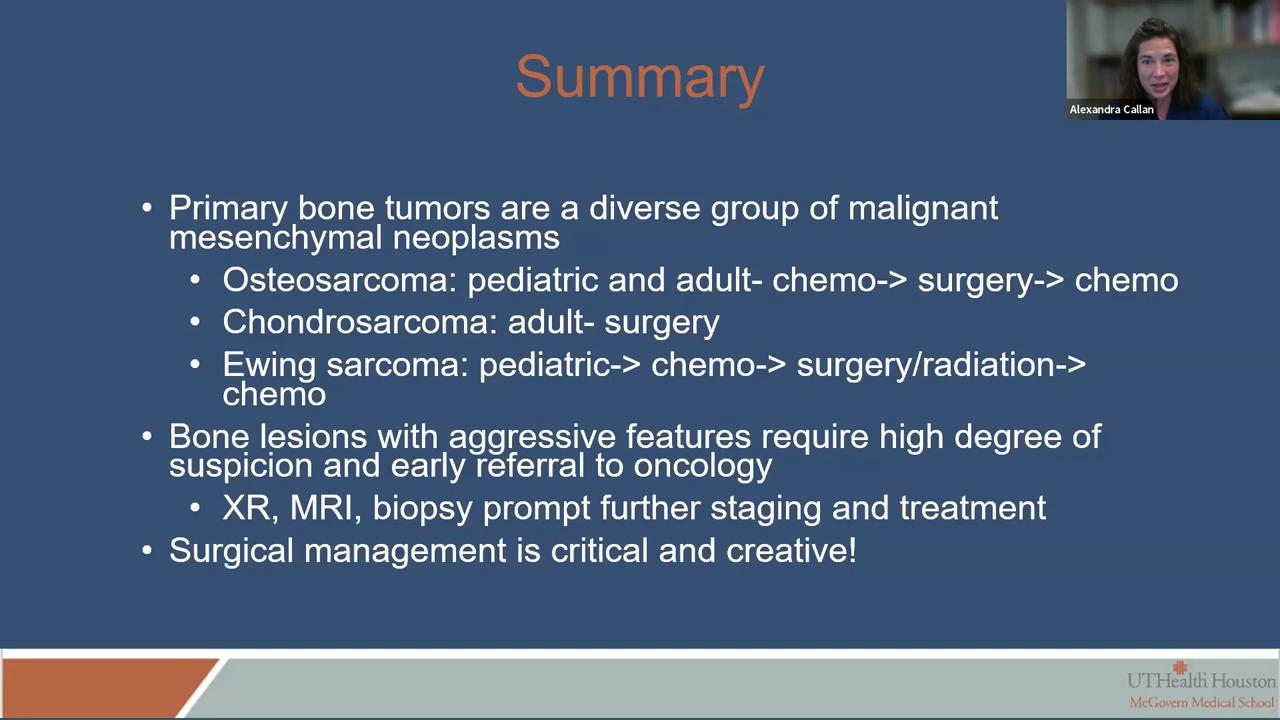 Summary
Alexandra Callan
• Primary bone tumors are a diverse group of malignant
mesenchymal neoplasms
• Osteosarcoma: pediatric and adult- chemo-> surgery-> chemo
• Chondrosarcoma: adult- surgery
• Ewing sarcoma: pediatric-> chemo-> surgery/radiation->
chemo
• Bone lesions with aggressive features require high degree of
suspicion and early referral to oncology
• XR, MRI, biopsy prompt further staging and treatment
• Surgical management is critical and creative!
UTHealth Houston
McGovern Medical School